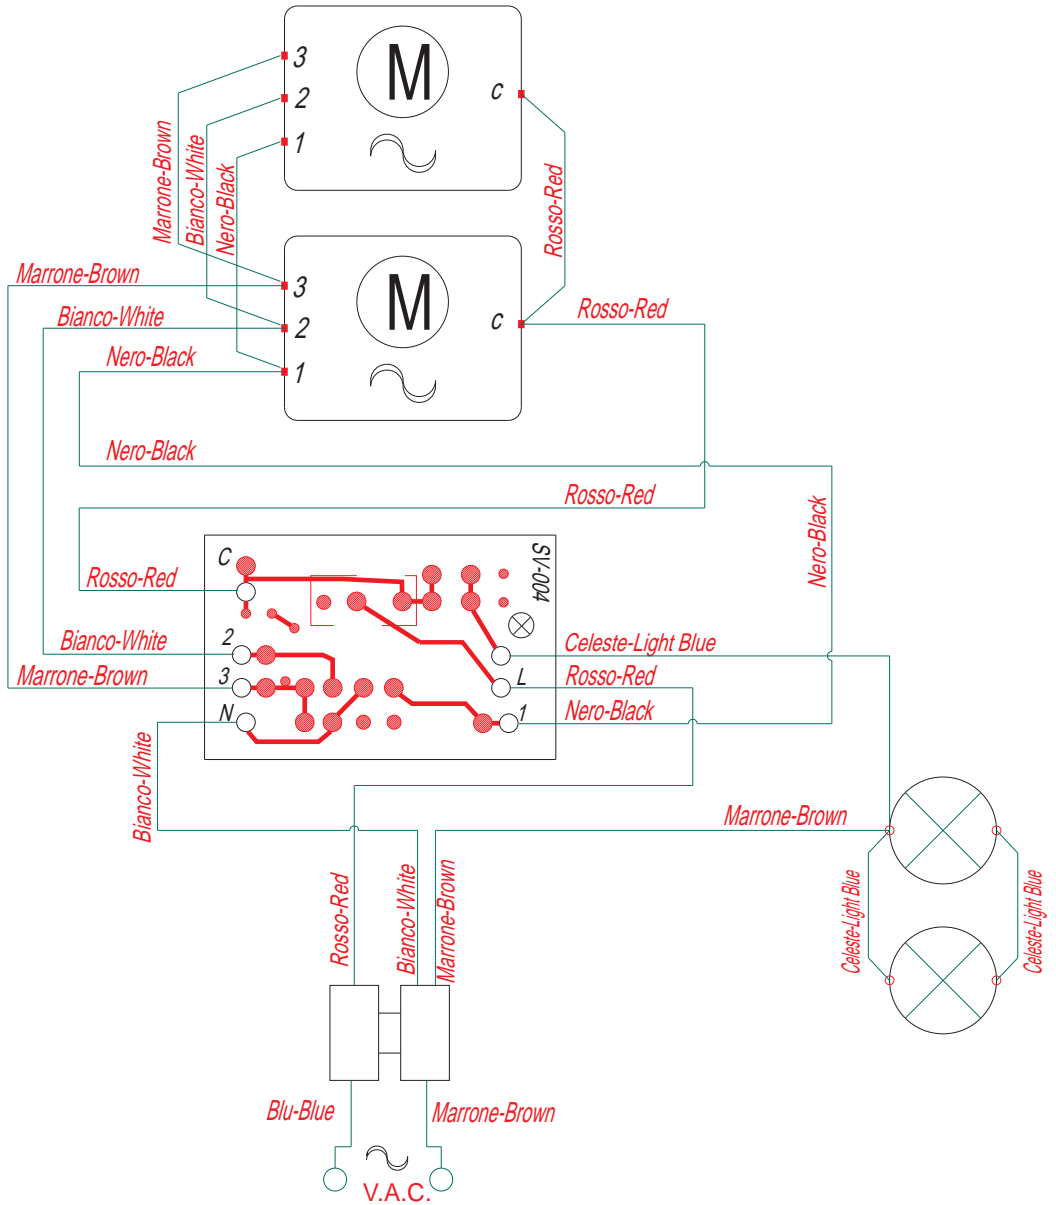 3
M
2
c
1
Marrone-Brown
Bianco-White
Nero-Black
Rosso-Red
Marrone-Brown
3
M
Rosso-Red
Bianco-White
2
c
Nero-Black
1
Nero-Black
Rosso-Red
Nero-Black
C
SV-004
Rosso-Red
2
Bianco-White
Celeste-Light Blue
3
Marrone-Brown
L
Rosso-Red
N
1
Nero-Black
Bianco-White
Marrone-Brown
Rosso-Red
Bianco-White
Marrone-Brown
Celeste-Light Blue
Celeste-Light Blue
Blu-Blue
Marrone-Brown
V.A.C.